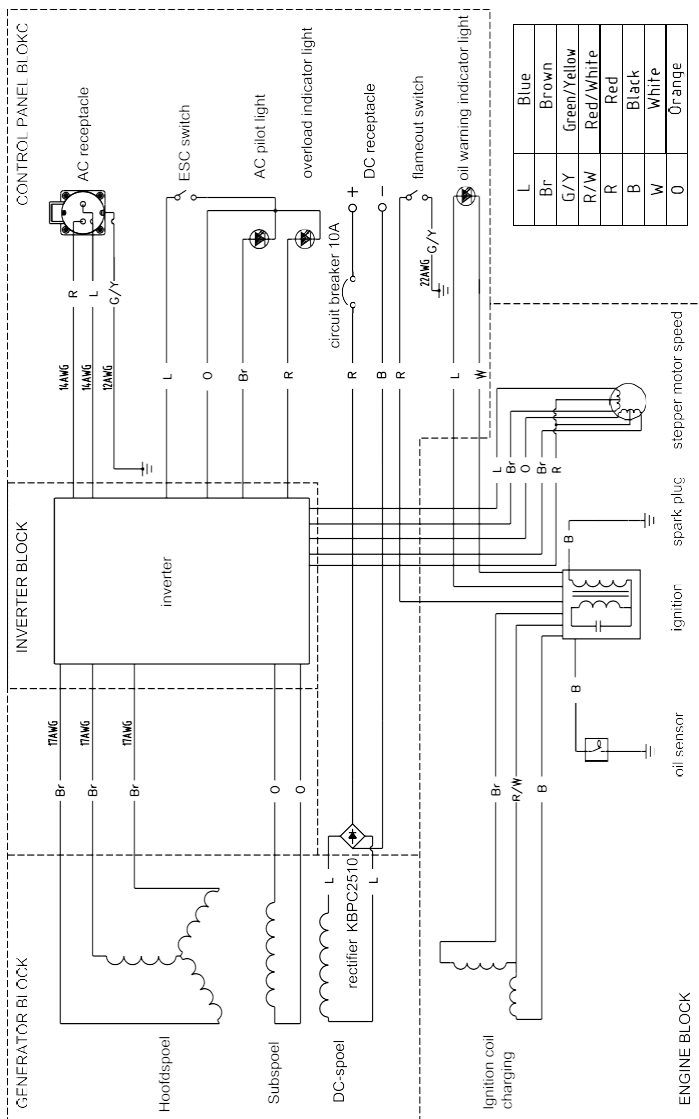 CONTROL PANEL BLOKC
AC receptacle
ESC switch
AC pilot light
overload indicator light
circuit breaker 10A
+
DC receptacle
−
flameout switch
oil warning indicator light
R
L
G/Y
14AWG
14AWG
12AWG
L
O
Br
R
R
B
R
22AWG
G/Y
L
W
L
Blue
Br
Brown
G/Y
Green/Yellow
R/W
Red/White
R
Red
B
Black
W
White
O
Orange
INVERTER BLOCK
inverter
17AWG
17AWG
17AWG
Br
Br
Br
O
O
GENERATOR BLOCK
Hoofdspoel
Subspoel
DC-spoel
L
L
rectifier KBPC2510
ENGINE BLOCK
Ignition coil
charging
Br
R/W
B
oil sensor
B
ignition
spark plug
B
stepper motor speed
L
Br
O
Br
R